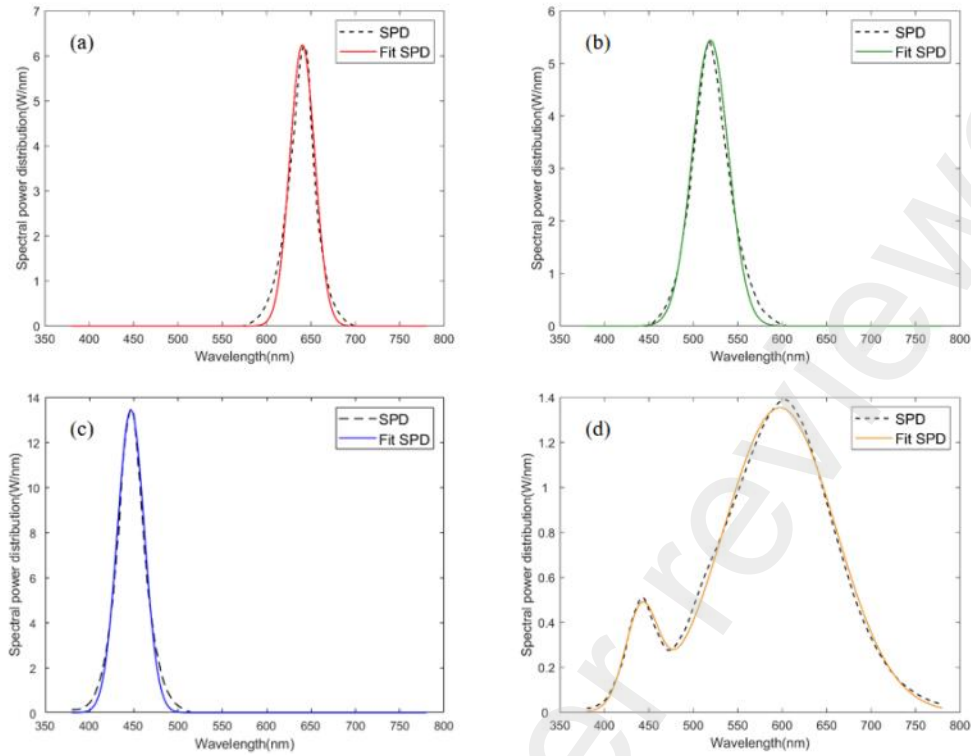 (a)
SPD
Fit SPD
Spectral power distribution(W/nm)
7
6
5
4
3
2
1
0
350 400 450 500 550 600 650 700 750 800
Wavelength(nm)
(b)
SPD
Fit SPD
Spectral power distribution(W/nm)
6
5
4
3
2
1
0
350 400 450 500 550 600 650 700 750 800
Wavelength(nm)
(c)
SPD
Fit SPD
Spectral power distribution(W/nm)
14
12
10
8
6
4
2
0
350 400 450 500 550 600 650 700 750 800
Wavelength(nm)
(d)
SPD
Fit SPD
Spectral power distribution(W/nm)
1.4
1.2
1
0.8
0.6
0.4
0.2
0
350 400 450 500 550 600 650 700 750 800
Wavelength(nm)
er review